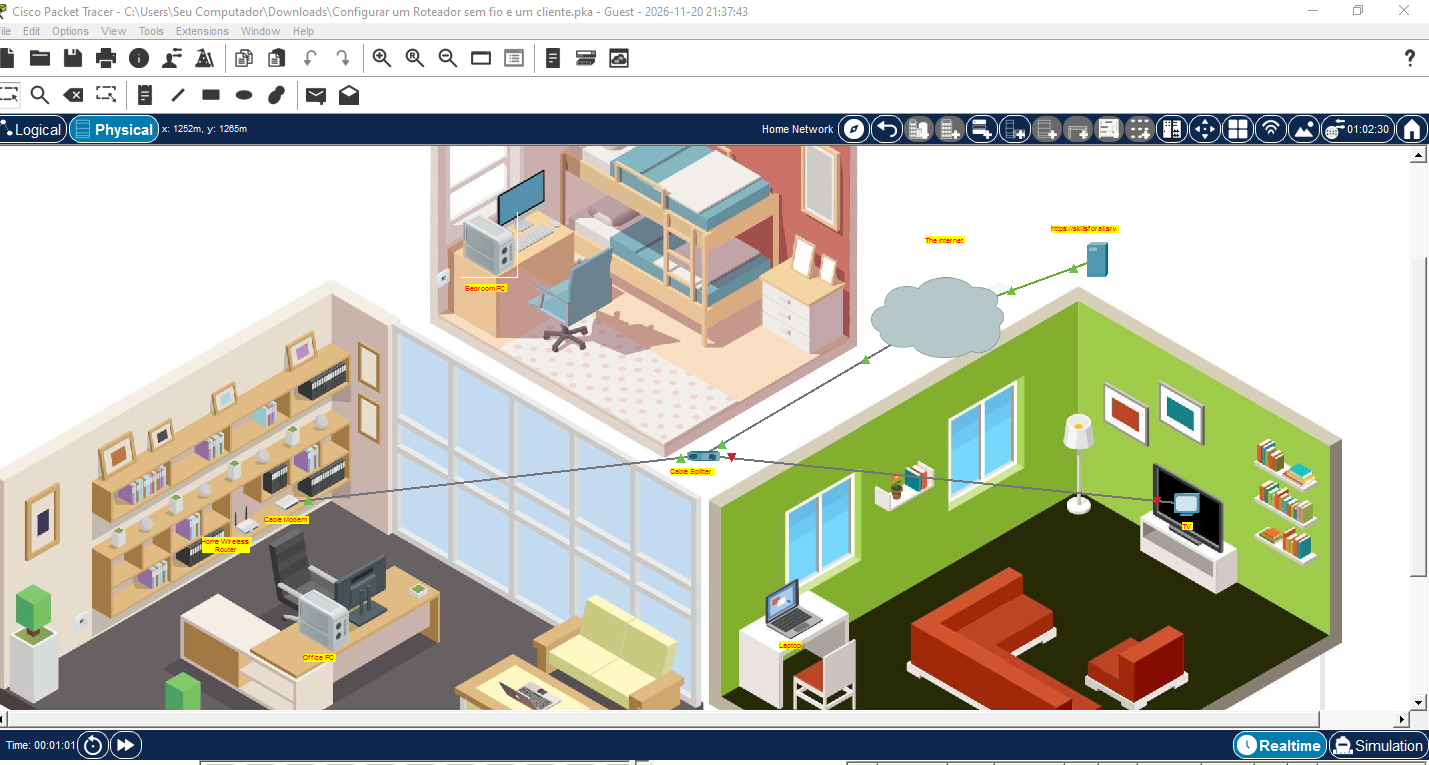 Cisco Packet Tracer - C:\Users\Seu Computador\Downloads\Configurar um Roteador sem fio e um cliente.pka - Guest - 2026-11-20 21:37:43
ile Edit Options View Tools Extensions Window Help
?
Logical Physical x: 1252m, y: 1265m Home Network 01:02:30
https://skillsforall.srv
The Internet
Bedroom PC
Cable Splitter
Cable Modem
TV
Home Wireless
Router
Laptop
Office PC
Time: 00:01:01 Realtime Simulation